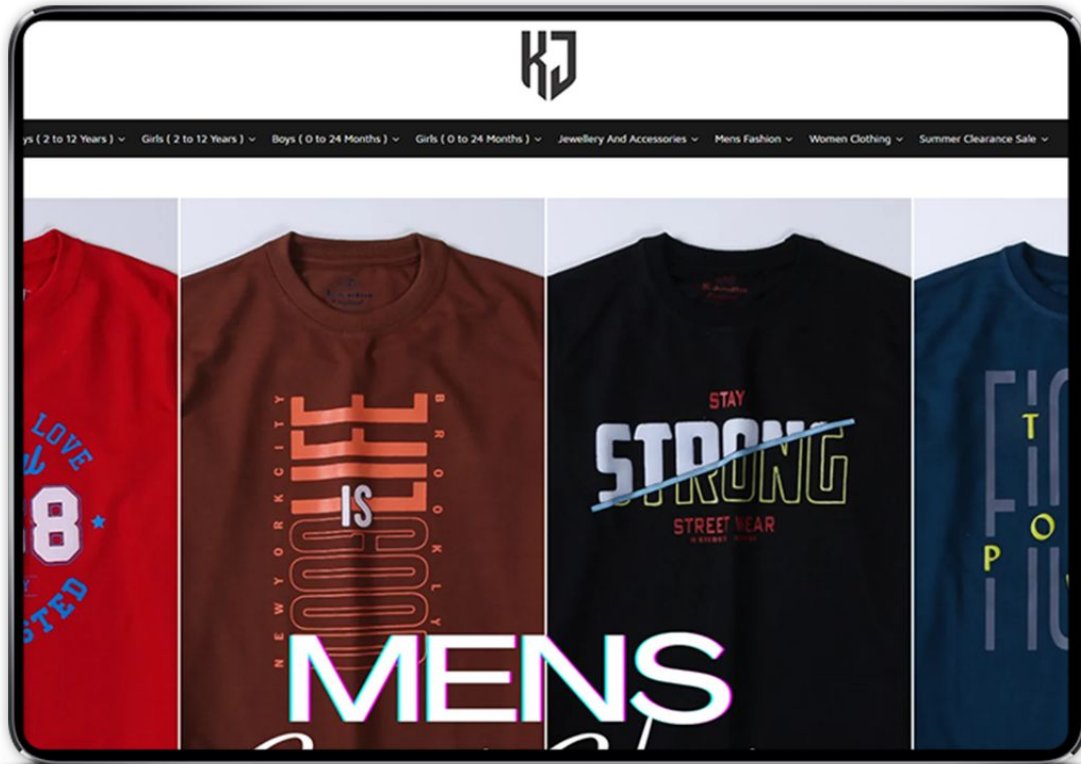 KJ
ys ( 2 to 12 Years ) Girls ( 2 to 12 Years ) Boys ( 0 to 24 Months ) Girls ( 0 to 24 Months ) Jewellery And Accessories Mens Fashion Women Clothing Summer Clearance Sale
LOVE
8
STED
NEWYORKCITY
LIFE
IS
GOOD
BROOKLY
STAY
STRONG
STREET WEAR
T
O
P
MENS